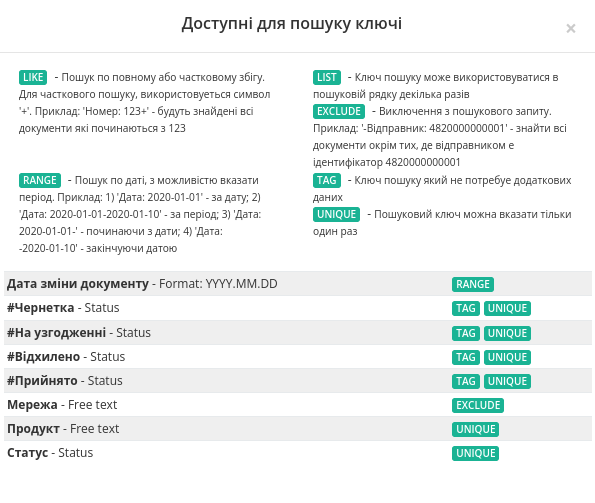 Доступні для пошуку ключі
×
LIKE - Пошук по повному або частковому збігу.
Для часткового пошуку, використовується символ
'+'. Приклад: 'Номер: 123+' - будуть знайдені всі
документи які починаються з 123
LIST - Ключ пошуку може використовуватися в
пошуковій рядку декілька разів
EXCLUDE - Виключення з пошукового запиту.
Приклад: '-Відправник: 4820000000001' - знайти всі
документи окрім тих, де відправником е
ідентифікатор 4820000000001
RANGE - Пошук по даті, з можливістю вказати
період. Приклад: 1) 'Дата: 2020-01-01' - за дату; 2)
'Дата: 2020-01-01-2020-01-10' - за період; 3) 'Дата:
2020-01-01-' - починаючи з дати; 4) 'Дата:
-2020-01-10' - закінчуючи датою
TAG - Ключ пошуку який не потребує додаткових
даних
UNIQUE - Пошуковий ключ можна вказати тільки
один раз
Дата зміни документу - Format: YYYY.MM.DD RANGE
#Чернетка - Status TAG UNIQUE
#На узгодженні - Status TAG UNIQUE
#Відхилено - Status TAG UNIQUE
#Прийнято - Status TAG UNIQUE
Мережа - Free text EXCLUDE
Продукт - Free text UNIQUE
Статус - Status UNIQUE